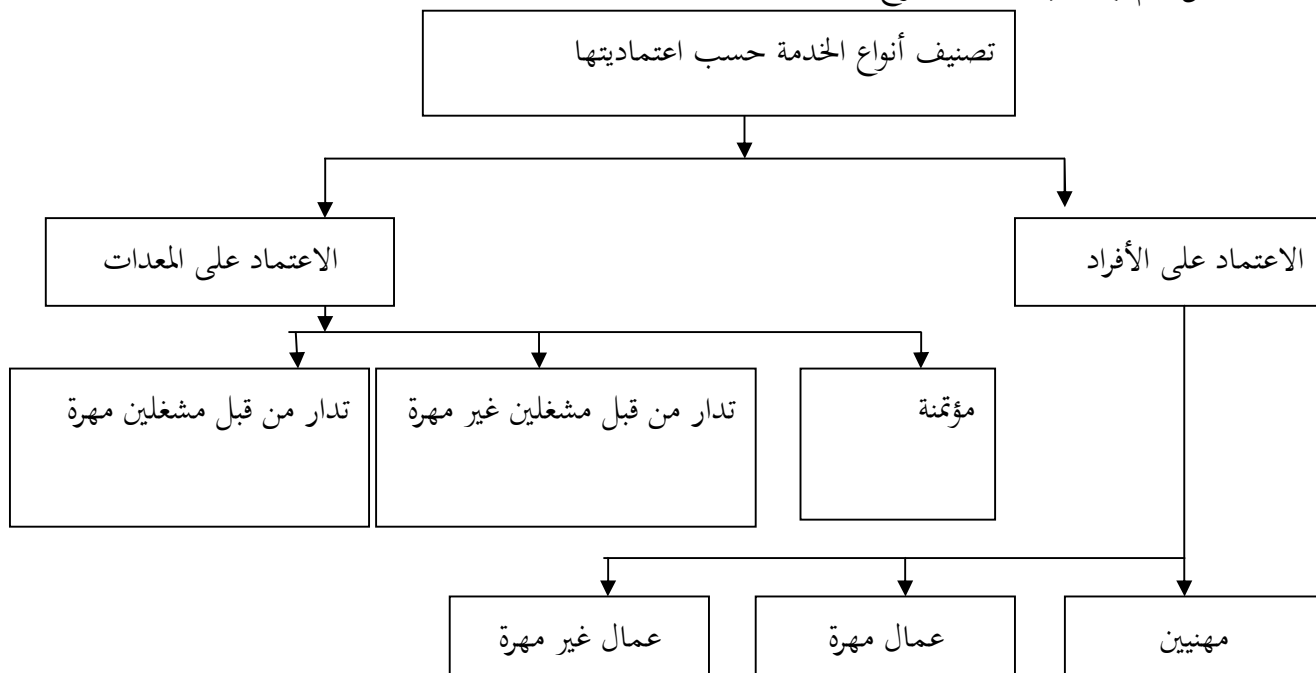 تصنيف أنواع الخدمة حسب اعتماديتها
الاعتماد على الأفراد
الاعتماد على المعدات
مؤتمنة
تدار من قبل مشغلين غير مهرة
تدار من قبل مشغلين مهرة
مهنيين
عمال مهرة
عمال غير مهرة